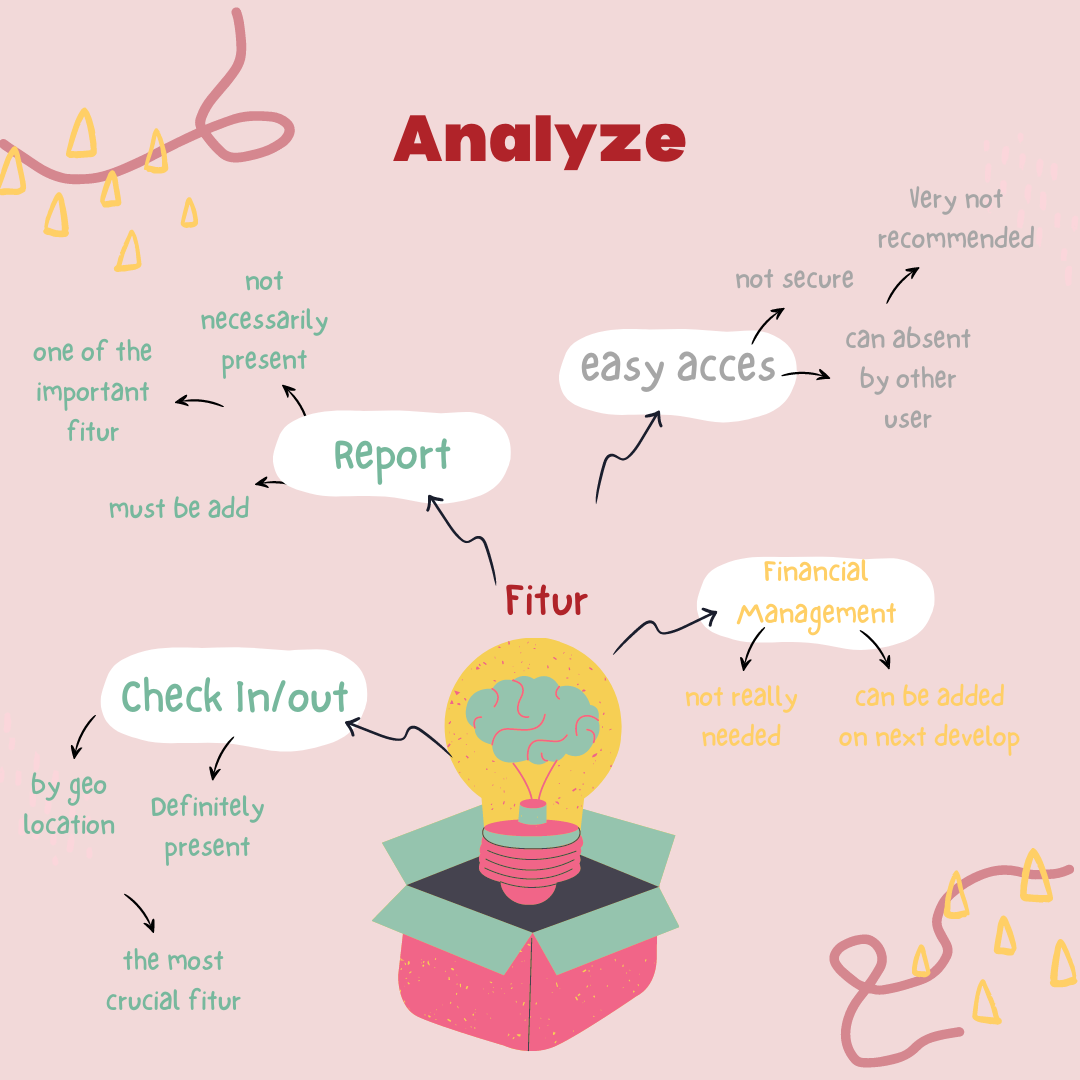 Analyze
Very not
recommended
not secure
can absent
by other
user
easy acces
not
necessarily
present
one of the
important
fitur
Report
must be add
Fitur
Financial
Management
not really
needed
can be added
on next develop
Check In/out
by geo
location
Definitely
present
the most
crucial fitur